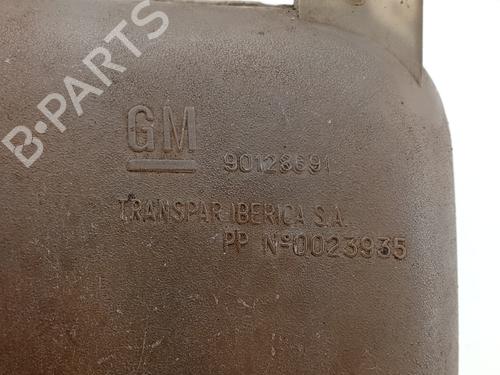 GM
90128691
TRANSPAR IBERICA S.A.
PP Nº0023935
B-PARTS